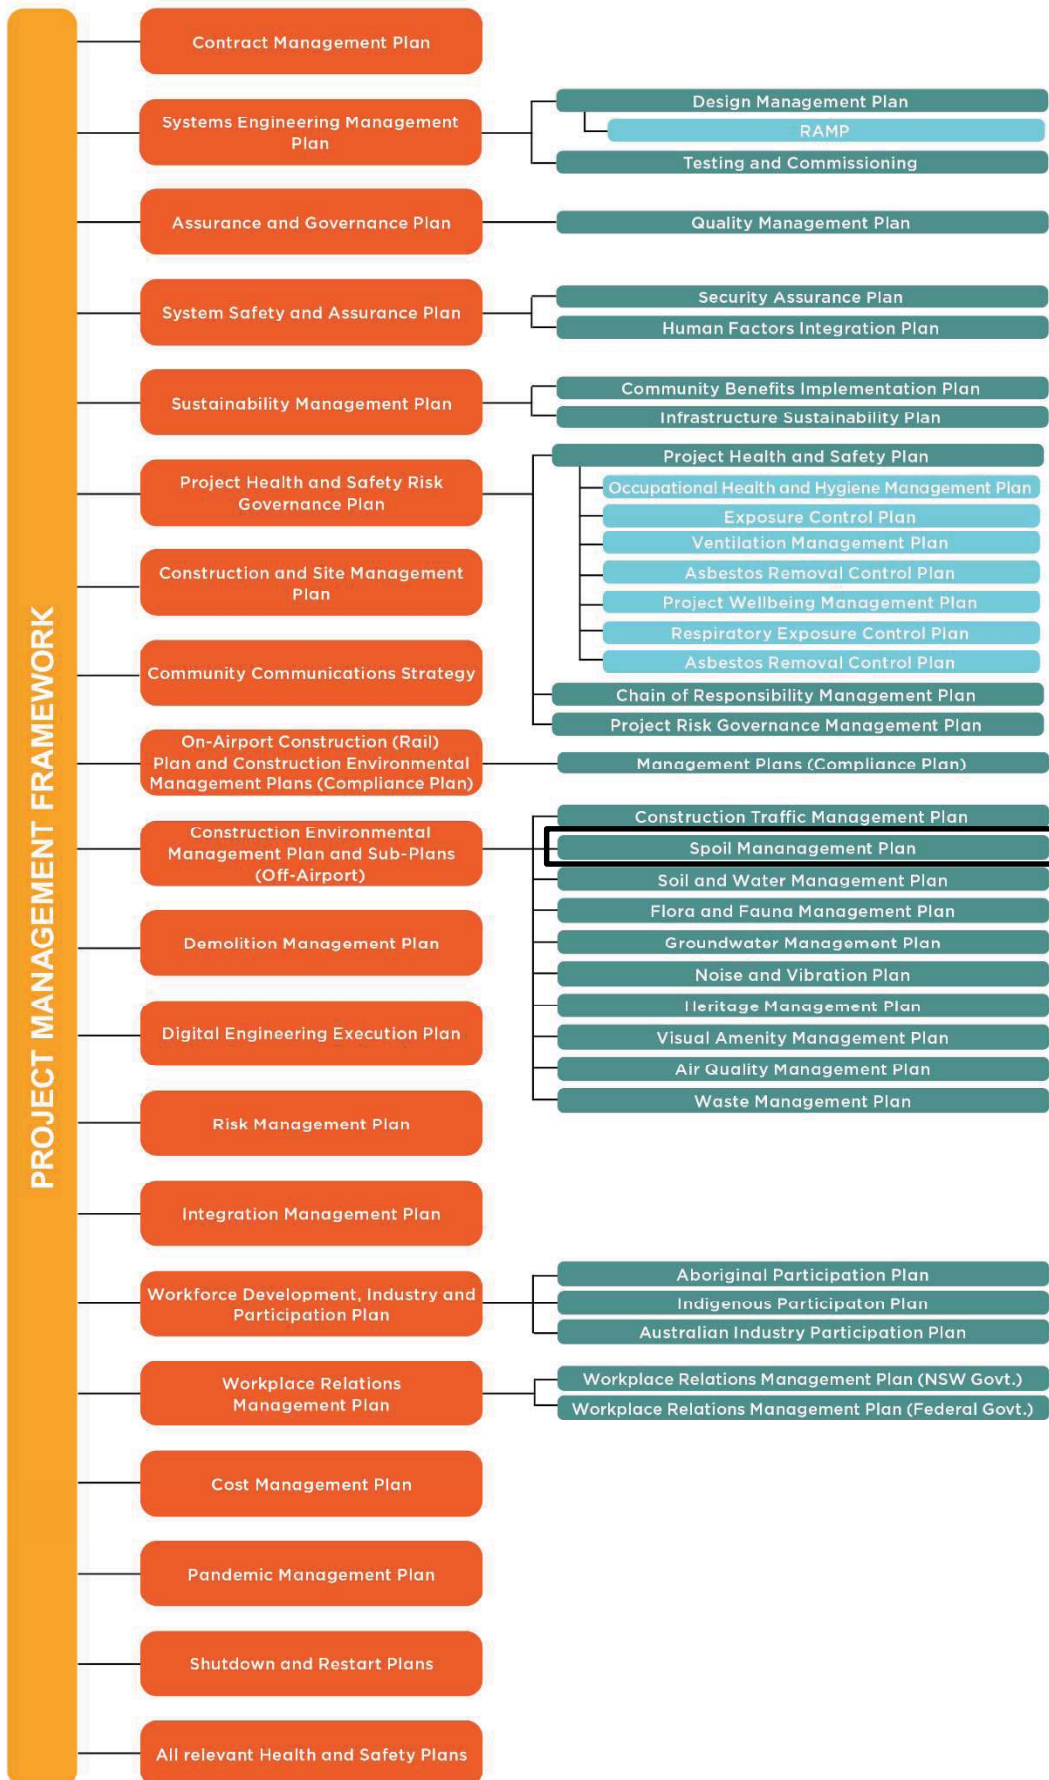 PROJECT MANAGEMENT FRAMEWORK
Contract Management Plan
Systems Engineering Management
Plan
Design Management Plan
RAMP
Testing and Commissioning
Assurance and Governance Plan
Quality Management Plan
System Safety and Assurance Plan
Security Assurance Plan
Human Factors Integration Plan
Sustainability Management Plan
Community Benefits Implementation Plan
Infrastructure Sustainability Plan
Project Health and Safety Risk
Governance Plan
Project Health and Safety Plan
Occupational Health and Hygiene Management Plan
Exposure Control Plan
Ventilation Management Plan
Asbestos Removal Control Plan
Project Wellbeing Management Plan
Respiratory Exposure Control Plan
Asbestos Removal Control Plan
Chain of Responsibility Management Plan
Project Risk Governance Management Plan
Construction and Site Management
Plan
Community Communications Strategy
On-Airport Construction (Rail)
Plan and Construction Environmental
Management Plans (Compliance Plan)
Management Plans (Compliance Plan)
Construction Environmental
Management Plan and Sub-Plans
(Off-Airport)
Construction Traffic Management Plan
Spoil Mananagement Plan
Soil and Water Management Plan
Flora and Fauna Management Plan
Groundwater Management Plan
Noise and Vibration Plan
Heritage Management Plan
Visual Amenity Management Plan
Air Quality Management Plan
Waste Management Plan
Demolition Management Plan
Digital Engineering Execution Plan
Risk Management Plan
Integration Management Plan
Workforce Development, Industry and
Participation Plan
Aboriginal Participation Plan
Indigenous Participaton Plan
Australian Industry Participation Plan
Workplace Relations
Management Plan
Workplace Relations Management Plan (NSW Govt.)
Workplace Relations Management Plan (Federal Govt.)
Cost Management Plan
Pandemic Management Plan
Shutdown and Restart Plans
All relevant Health and Safety Plans